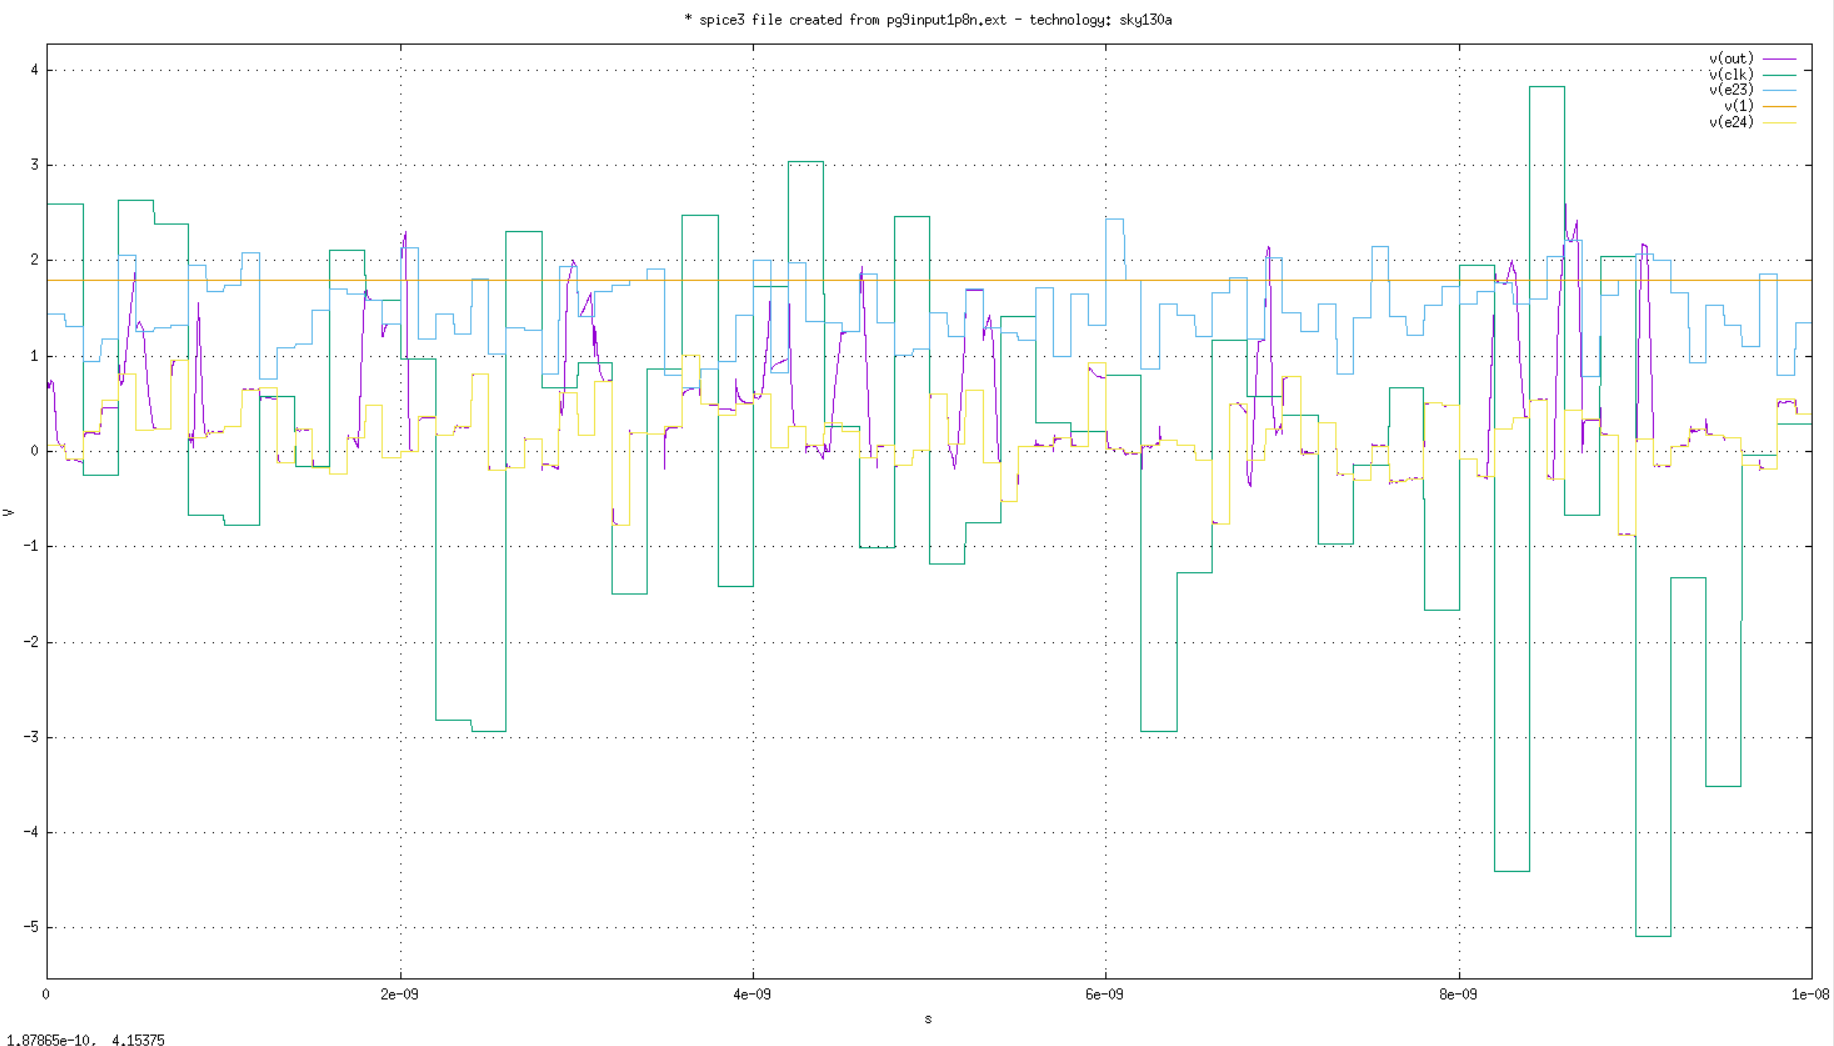 * spice3 file created from pg9input1p8n.ext - technology: sky130a
v(out)
v(clk)
v(e23)
v(1)
v(e24)
4
3
2
1
0
-1
-2
-3
-4
-5
V
0
2e-09
4e-09
6e-09
8e-09
1e-08
s
1.87865e-10, 4.15375